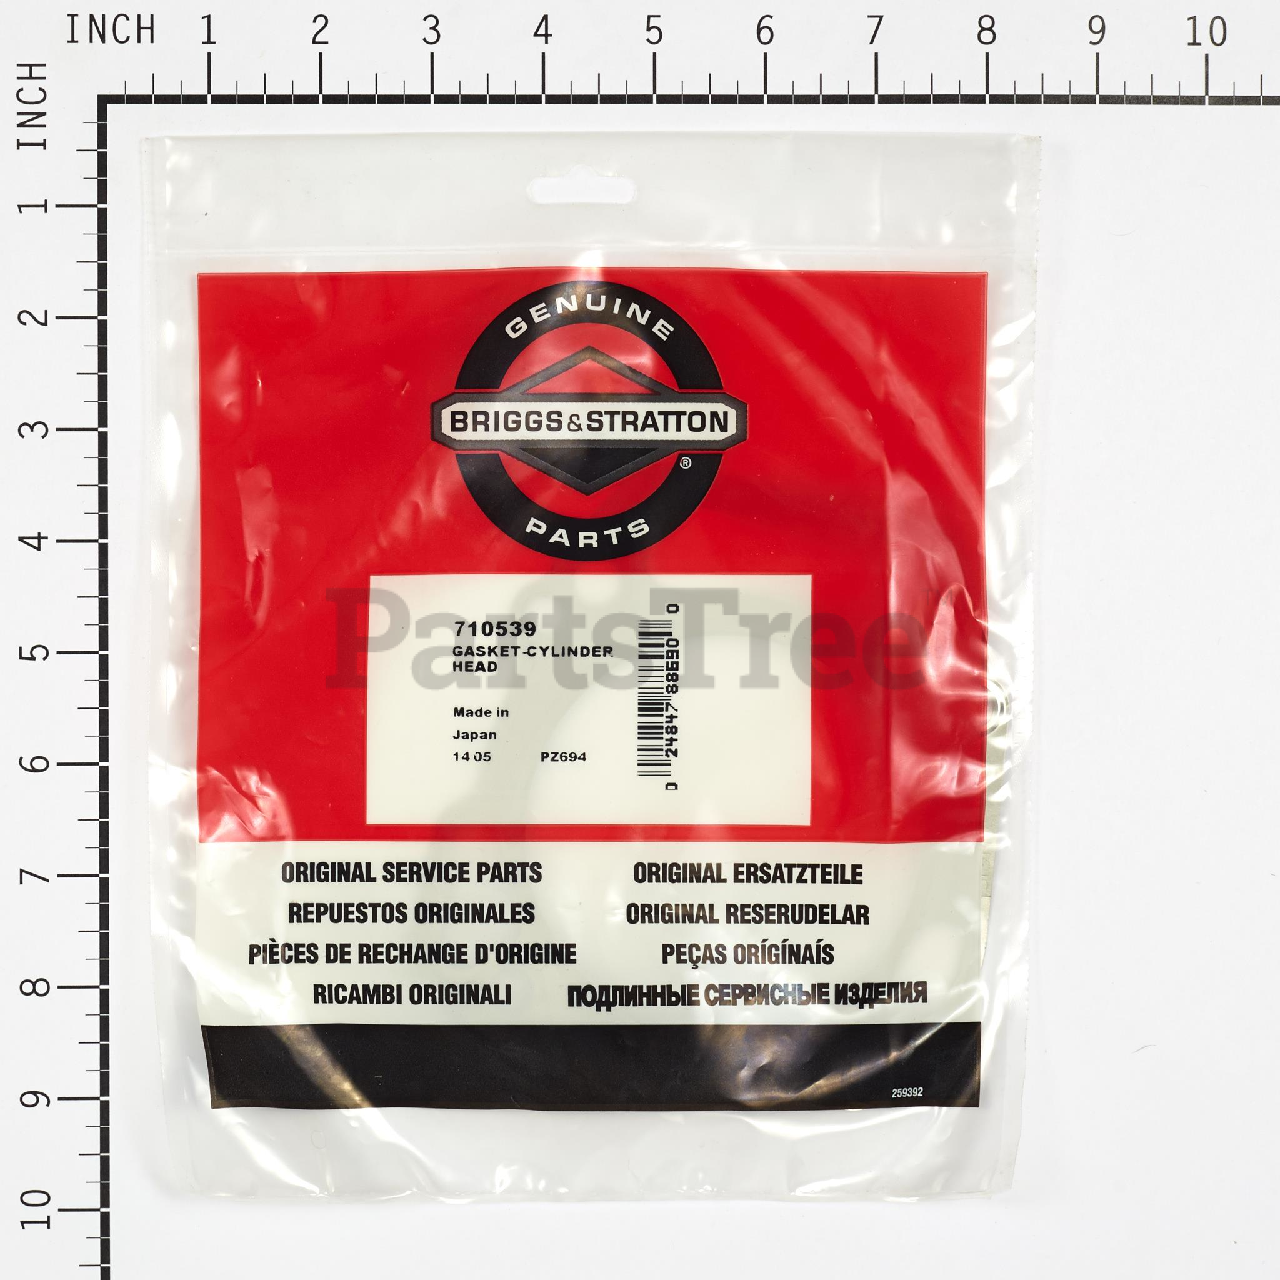 INCH 1 2 3 4 5 6 7 8 9 10
INCH
1
2
3
4
5
6
7
8
9
10
GENUINE
BRIGGS & STRATTON
®
PARTS
PartsTree
710539
GASKET-CYLINDER
HEAD
Made in
Japan
14 05 PZ694
0 24847 88690 0
ORIGINAL SERVICE PARTS
REPUESTOS ORIGINALES
PIÈCES DE RECHANGE D'ORIGINE
RICAMBI ORIGINALI
ORIGINAL ERSATZTEILE
ORIGINAL RESERUDELAR
PEÇAS ORÍGÍNAÍS
ПОДЛИННЫЕ СЕРВИСНЫЕ ИЗДЕЛИЯ
259392